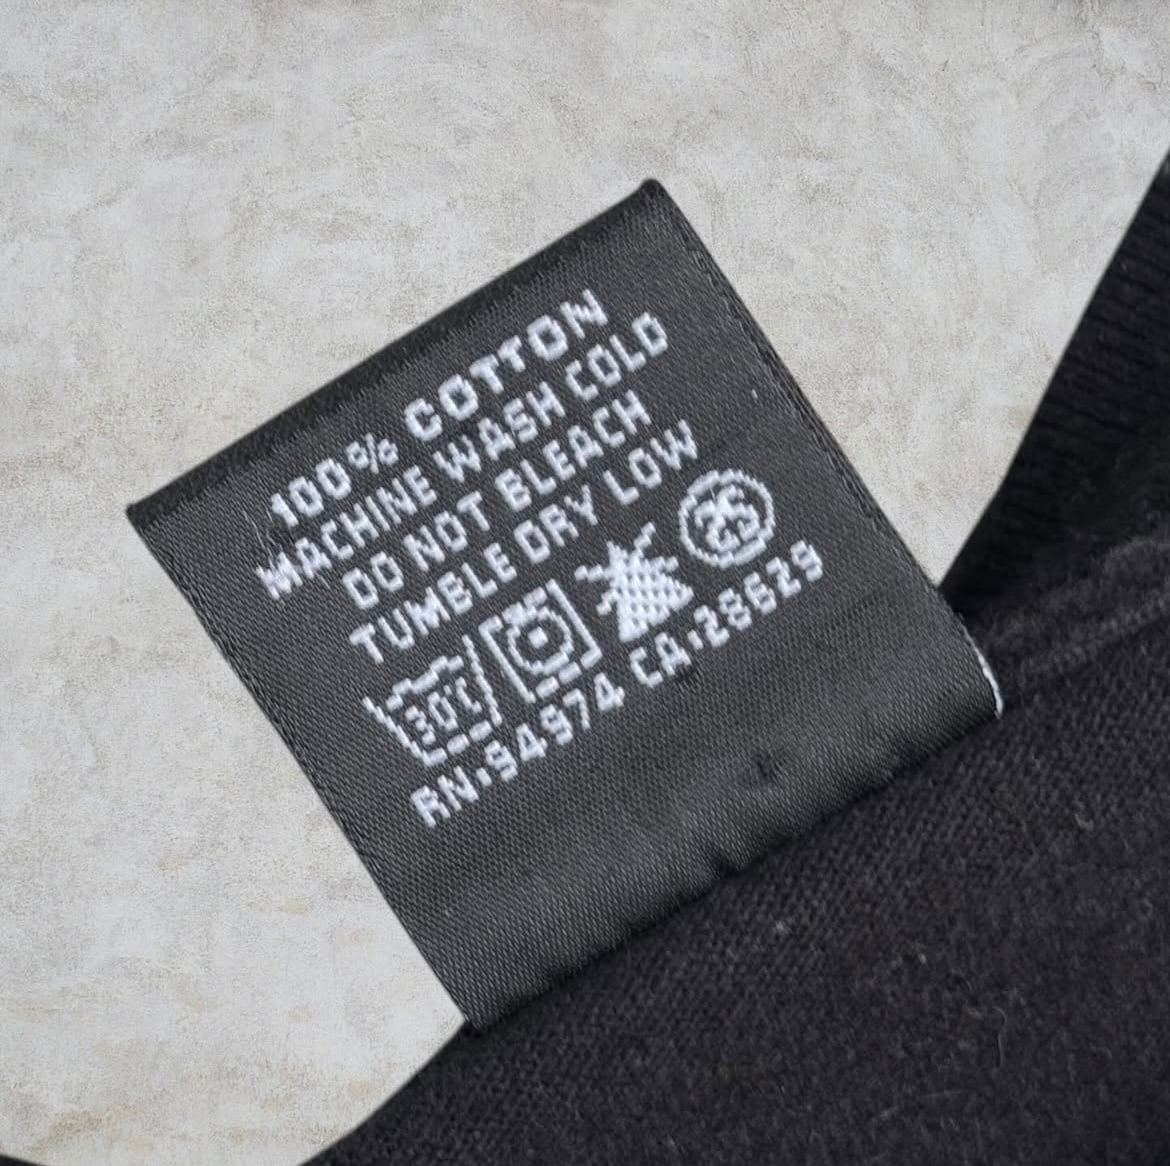 100% COTTON
MACHINE WASH COLD
DO NOT BLEACH
TUMBLE DRY LOW
30°C
RN·94974 CA·28629